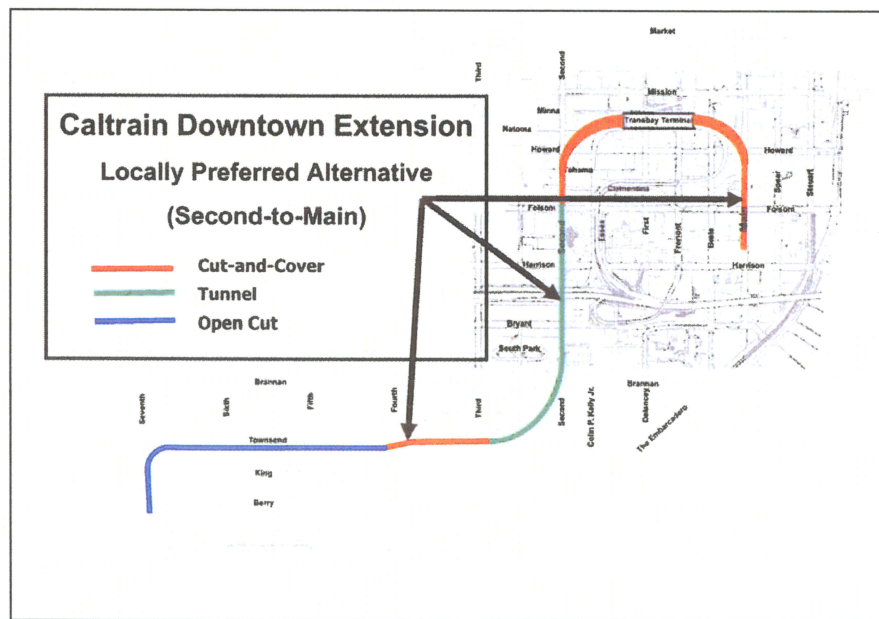 Market
Third
Second
Mission
Minna
Natoma
Transbay Terminal
Howard
Howard
Tehama
Clementina
Spear
Steuart
Folsom
Folsom
Second
Essex
First
Fremont
Beale
Main
Harrison
Harrison
Bryant
South Park
Caltrain Downtown Extension
Locally Preferred Alternative
(Second-to-Main)
Cut-and-Cover
Tunnel
Open Cut
Brannan
Brannan
Seventh
Sixth
Fifth
Fourth
Third
Second
Colin P. Kelly Jr.
Delancey
The Embarcadero
Townsend
King
Berry